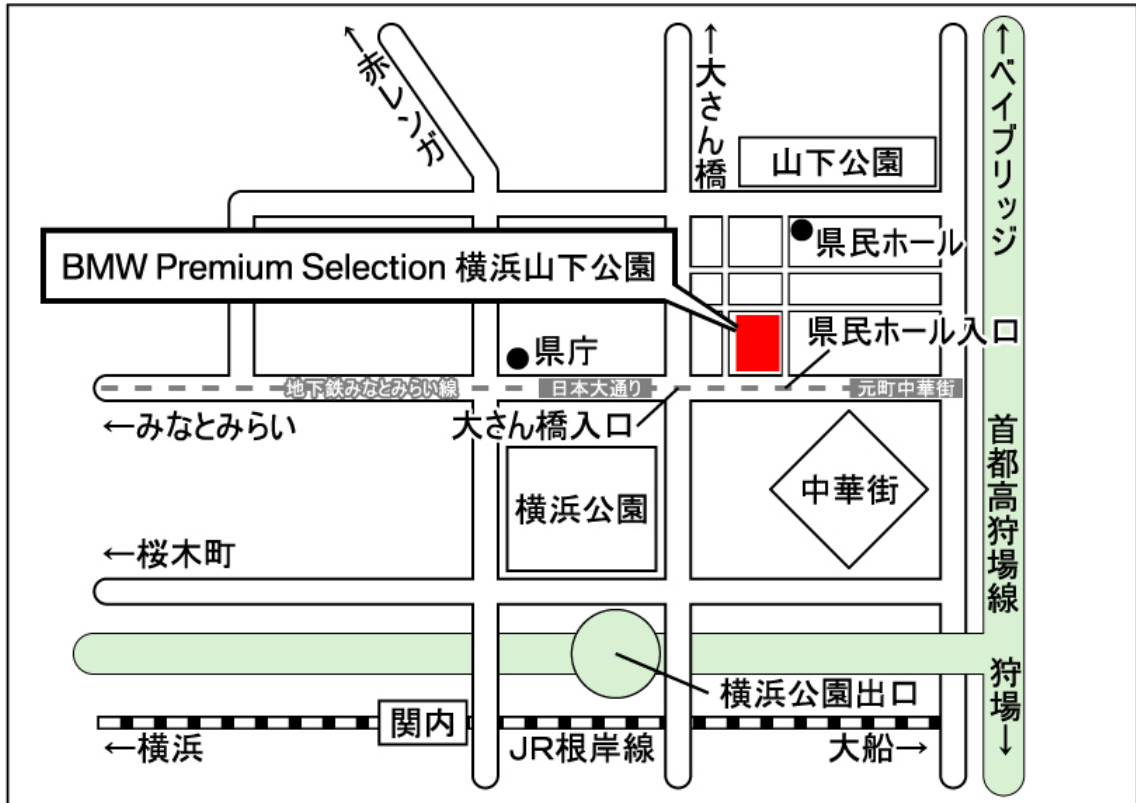 ←赤レンガ
←大さん橋
←ベイブリッジ
山下公園
県民ホール
BMW Premium Selection 横浜山下公園
県民ホール入口
県庁
地下鉄みなとみらい線
日本大通り
元町中華街
←みなとみらい
大さん橋入口
首都高狩場線
横浜公園
中華街
←桜木町
狩場→
横浜公園出口
関内
←横浜
JR根岸線
大船→